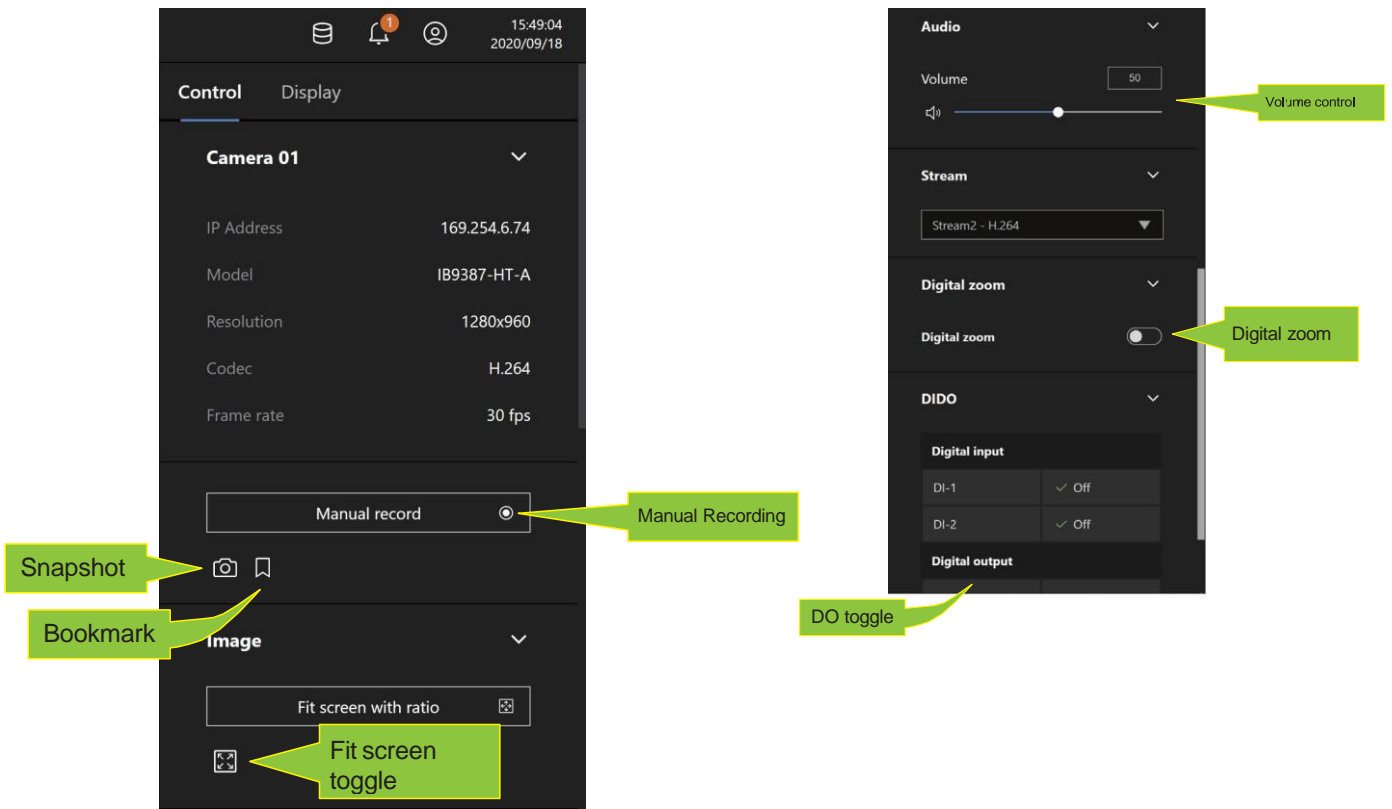 1
15:49:04
2020/09/18
Control Display
Camera 01
IP Address 169.254.6.74
Model IB9387-HT-A
Resolution 1280x960
Codec H.264
Frame rate 30 fps
Manual record
Manual Recording
Snapshot
Bookmark
Image
Fit screen with ratio
Fit screen
toggle
Audio
Volume 50
Volume control
Stream
Stream2 - H.264
Digital zoom
Digital zoom
Digital zoom
DIDO
Digital input
DI-1 Off
DI-2 Off
Digital output
DO toggle